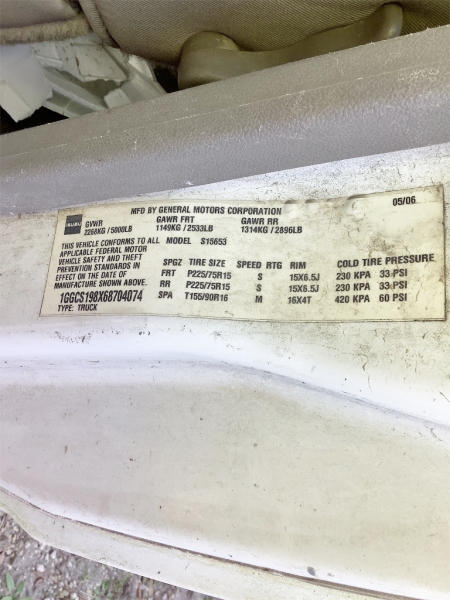 MFD BY GENERAL MOTORS CORPORATION 05/06
ISUZU GVWR GAWR FRT GAWR RR
2268KG / 5000LB 1149KG / 2533LB 1314KG / 2896LB
THIS VEHICLE CONFORMS TO ALL MODEL S15653
APPLICABLE FEDERAL MOTOR
VEHICLE SAFETY AND THEFT
PREVENTION STANDARDS IN
EFFECT ON THE DATE OF
MANUFACTURE SHOWN ABOVE.
1GGCS198X68704074
TYPE: TRUCK
SPGZ TIRE SIZE SPEED RTG RIM COLD TIRE PRESSURE
FRT P225/75R15 S 15X6.5J 230 KPA 33 PSI
RR P225/75R15 S 15X6.5J 230 KPA 33 PSI
SPA T155/90R16 M 16X4T 420 KPA 60 PSI